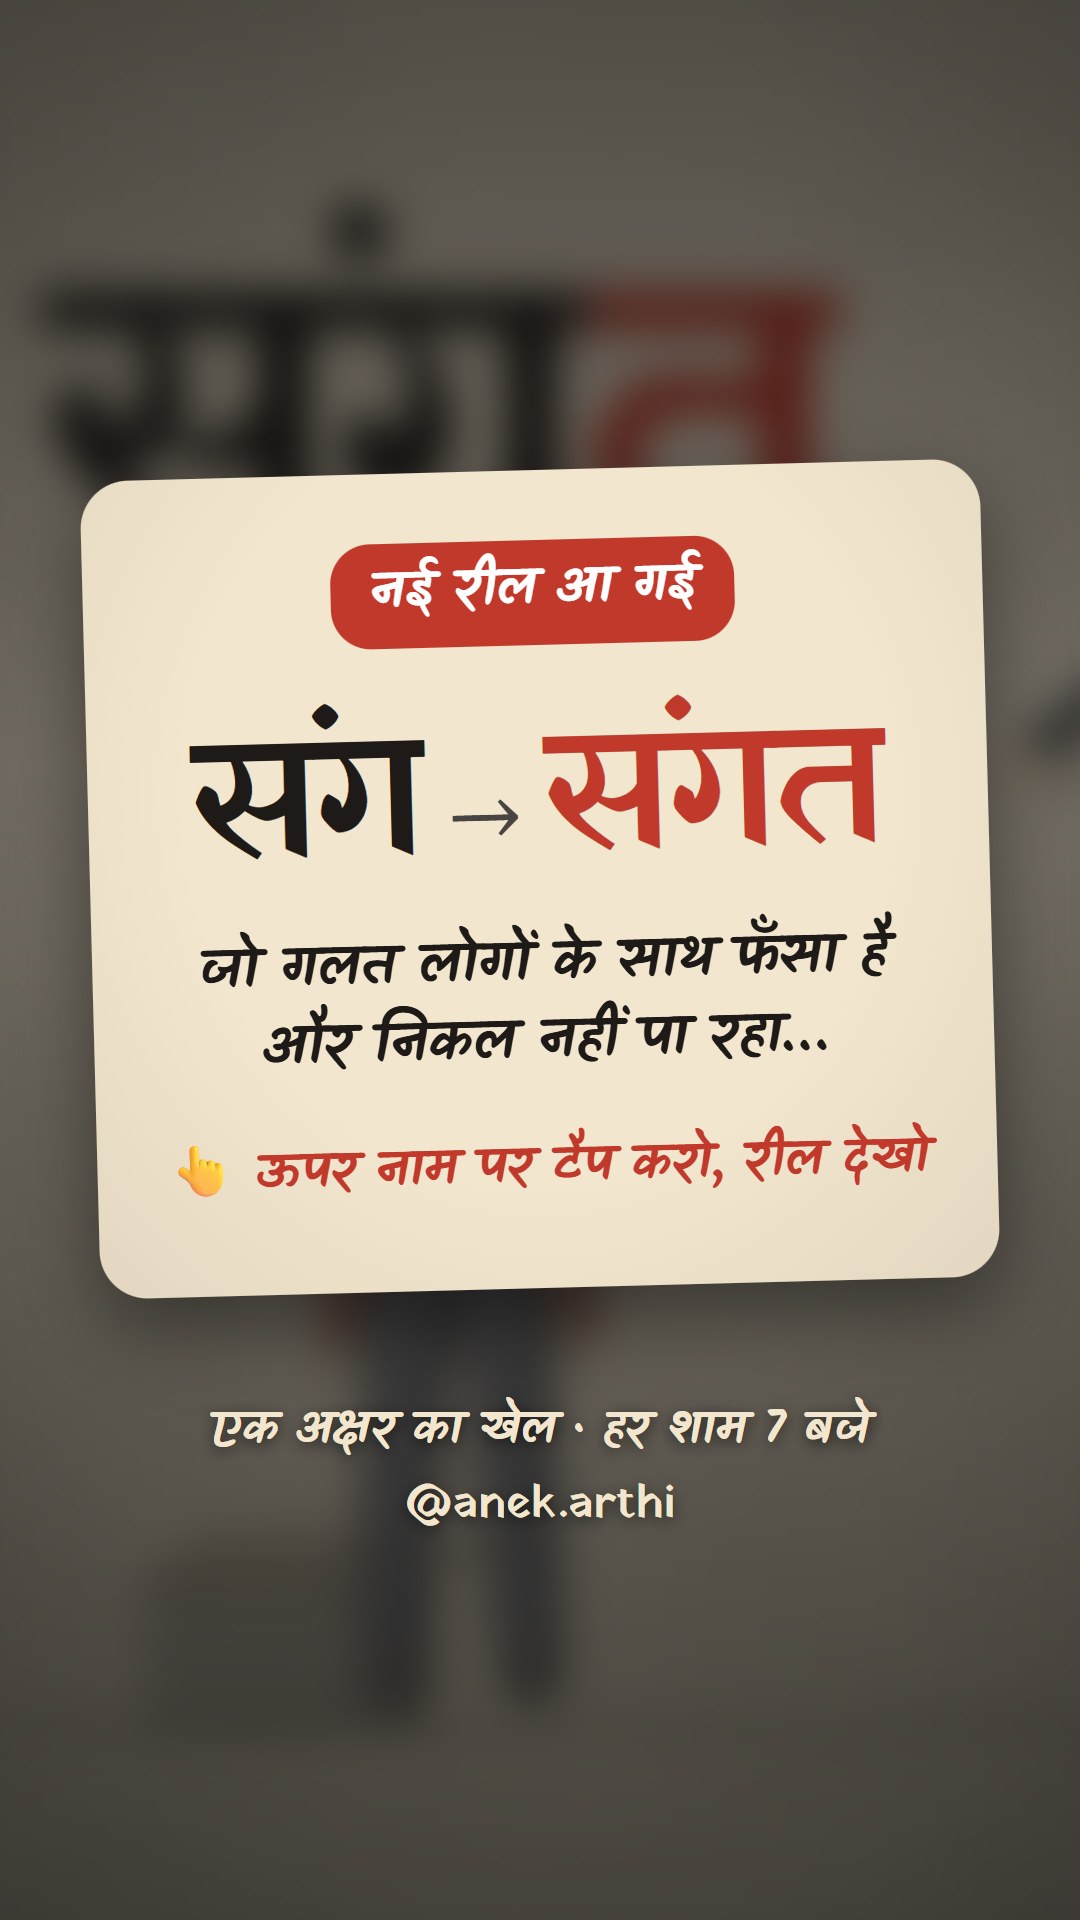 संगत
नई रील आ गई
संग → संगत
जो गलत लोगों के साथ फँसा है
और निकल नहीं पा रहा...
👆 ऊपर नाम पर टैप करो, रील देखो
एक अक्षर का खेल · हर शाम 7 बजे
@anek.arthi